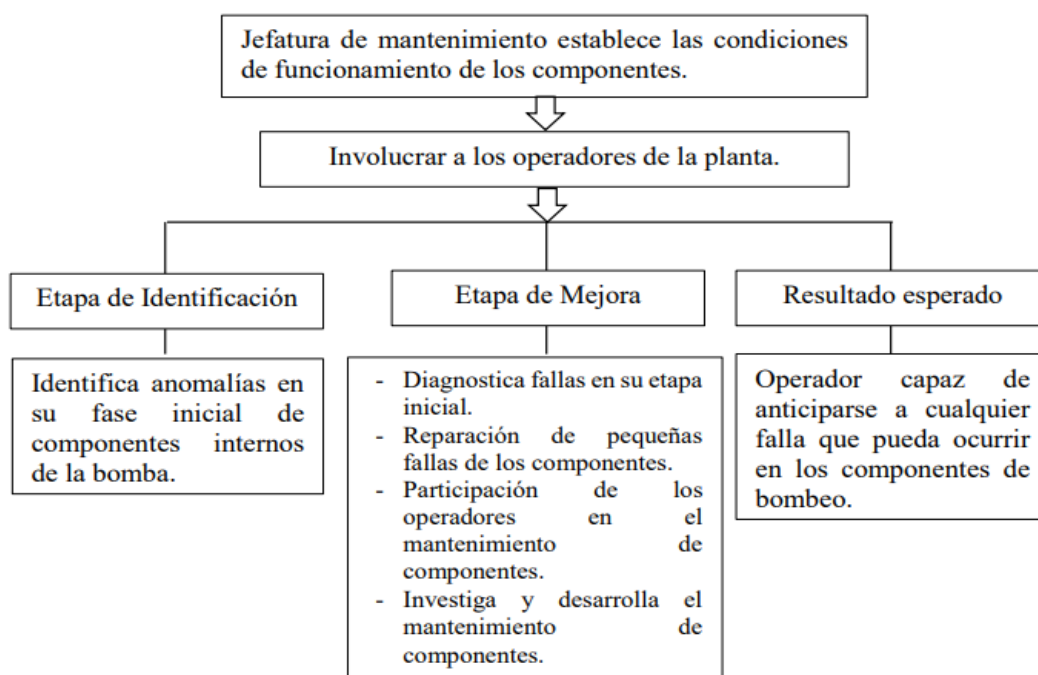 Jefatura de mantenimiento establece las condiciones
de funcionamiento de los componentes.
Involucrar a los operadores de la planta.
Etapa de Identificación
Identifica anomalías en
su fase inicial de
componentes internos
de la bomba.
Etapa de Mejora
- Diagnostica fallas en su etapa
inicial.
- Reparación de pequeñas
fallas de los componentes.
- Participación de los
operadores en el
mantenimiento de
componentes.
- Investiga y desarrolla el
mantenimiento de
componentes.
Resultado esperado
Operador capaz de
anticiparse a cualquier
falla que pueda ocurrir
en los componentes de
bombeo.